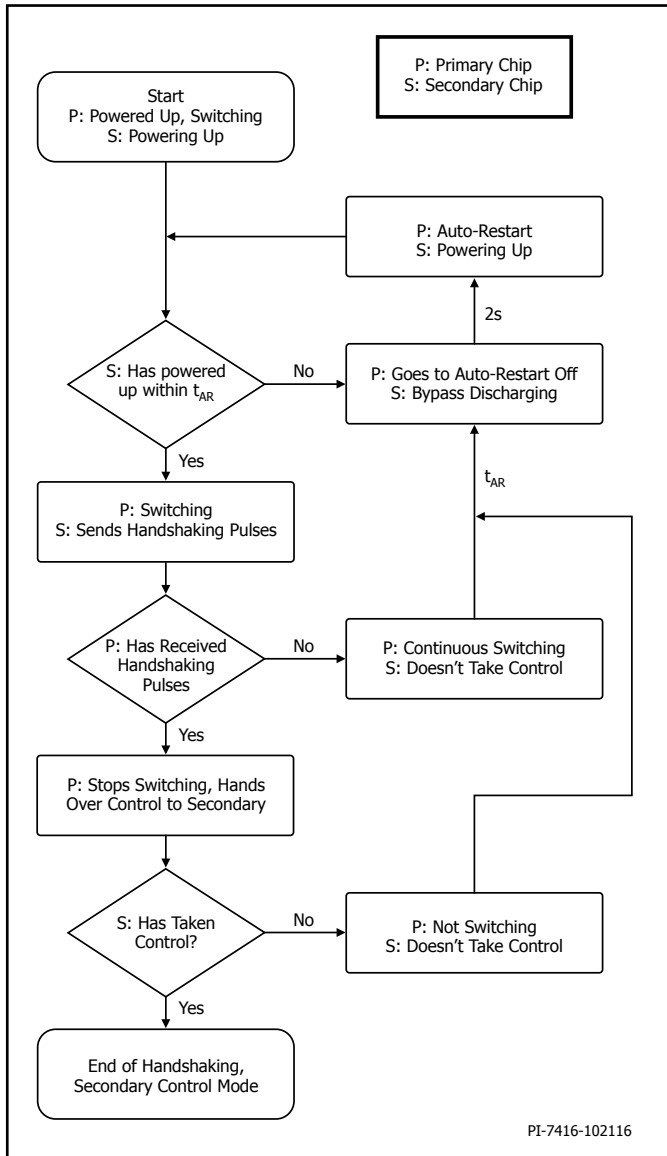 P: Primary Chip
S: Secondary Chip
Start
P: Powered Up, Switching
S: Powering Up
P: Auto-Restart
S: Powering Up
2s
S: Has powered
up within tAR
No
P: Goes to Auto-Restart Off
S: Bypass Discharging
Yes
tAR
P: Switching
S: Sends Handshaking Pulses
P: Has Received
Handshaking
Pulses
No
P: Continuous Switching
S: Doesn’t Take Control
Yes
P: Stops Switching, Hands
Over Control to Secondary
S: Has Taken
Control?
No
P: Not Switching
S: Doesn’t Take Control
Yes
End of Handshaking,
Secondary Control Mode
PI-7416-102116